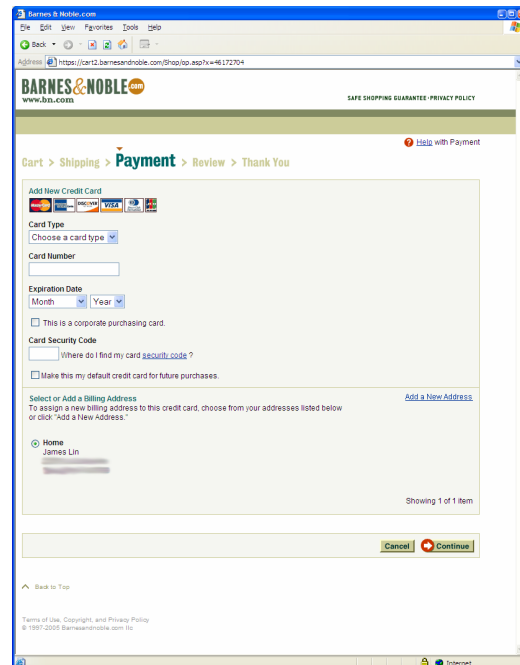 Barnes & Noble.com
File Edit View Favorites Tools Help
Back
Address https://cart2.barnesandnoble.com/Shop/op.asp?x=46172704
BARNES&NOBLE.com
www.bn.com
SAFE SHOPPING GUARANTEE·PRIVACY POLICY
Help with Payment
Cart > Shipping > Payment > Review > Thank You
Add New Credit Card
MasterCard DISCOVER VISA
Card Type
Choose a card type
Card Number
Expiration Date
Month Year
This is a corporate purchasing card.
Card Security Code
Where do I find my card security code ?
Make this my default credit card for future purchases.
Select or Add a Billing Address Add a New Address
To assign a new billing address to this credit card, choose from your addresses listed below
or click "Add a New Address."
Home
James Lin
Showing 1 of 1 item
Cancel Continue
Back to Top
Terms of Use, Copyright, and Privacy Policy
© 1997-2005 Barnesandnoble.com llc
Internet